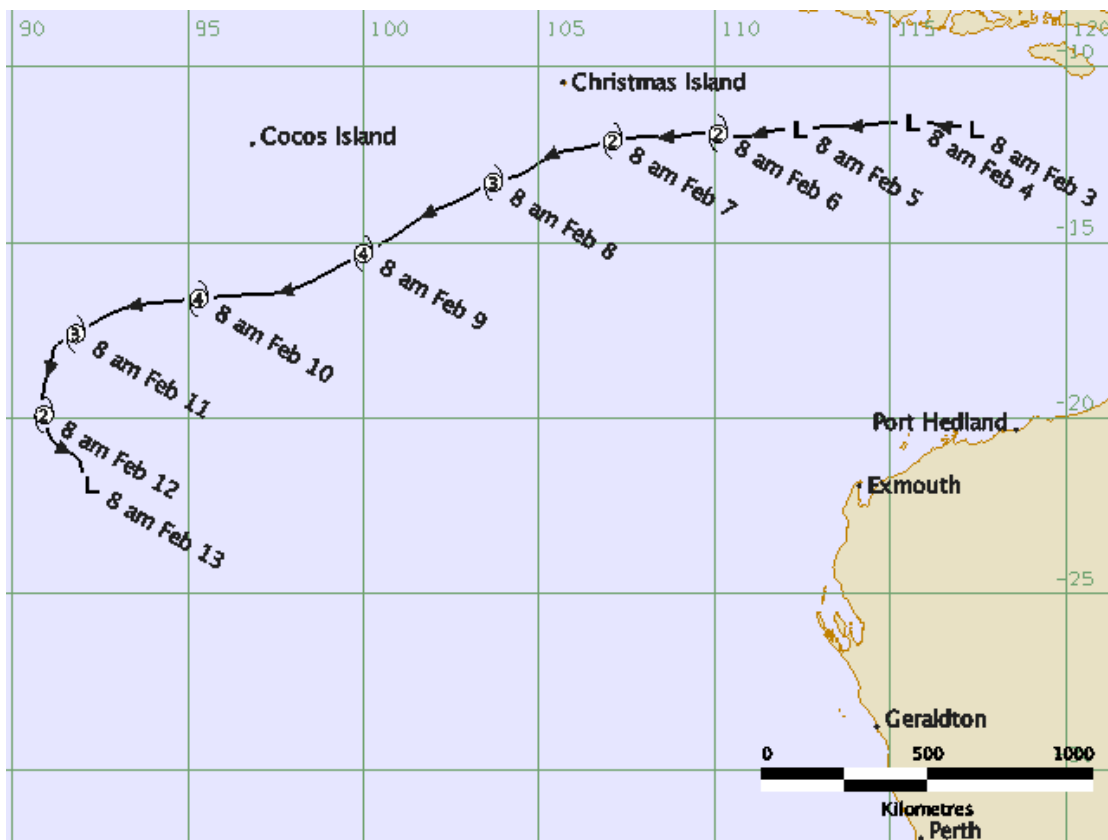 90 95 100 105 110 115 120
-10
Christmas Island
Cocos Island
L
L
L
8 am Feb 3
8 am Feb 4
8 am Feb 5
2
8 am Feb 6
2
8 am Feb 7
3
8 am Feb 8
-15
4
8 am Feb 9
4
8 am Feb 10
3
8 am Feb 11
-20
2
8 am Feb 12
Port Hedland
L
8 am Feb 13
Exmouth
-25
Geraldton
0 500 1000
Kilometres
Perth